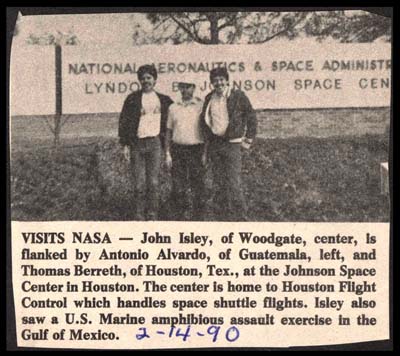 NATIONAL AERONAUTICS & SPACE ADMINISTR
LYNDO B JOHNSON SPACE CEN
VISITS NASA — John Isley, of Woodgate, center, is
flanked by Antonio Alvardo, of Guatemala, left, and
Thomas Berreth, of Houston, Tex., at the Johnson Space
Center in Houston. The center is home to Houston Flight
Control which handles space shuttle flights. Isley also
saw a U.S. Marine amphibious assault exercise in the
Gulf of Mexico. 2-14-90